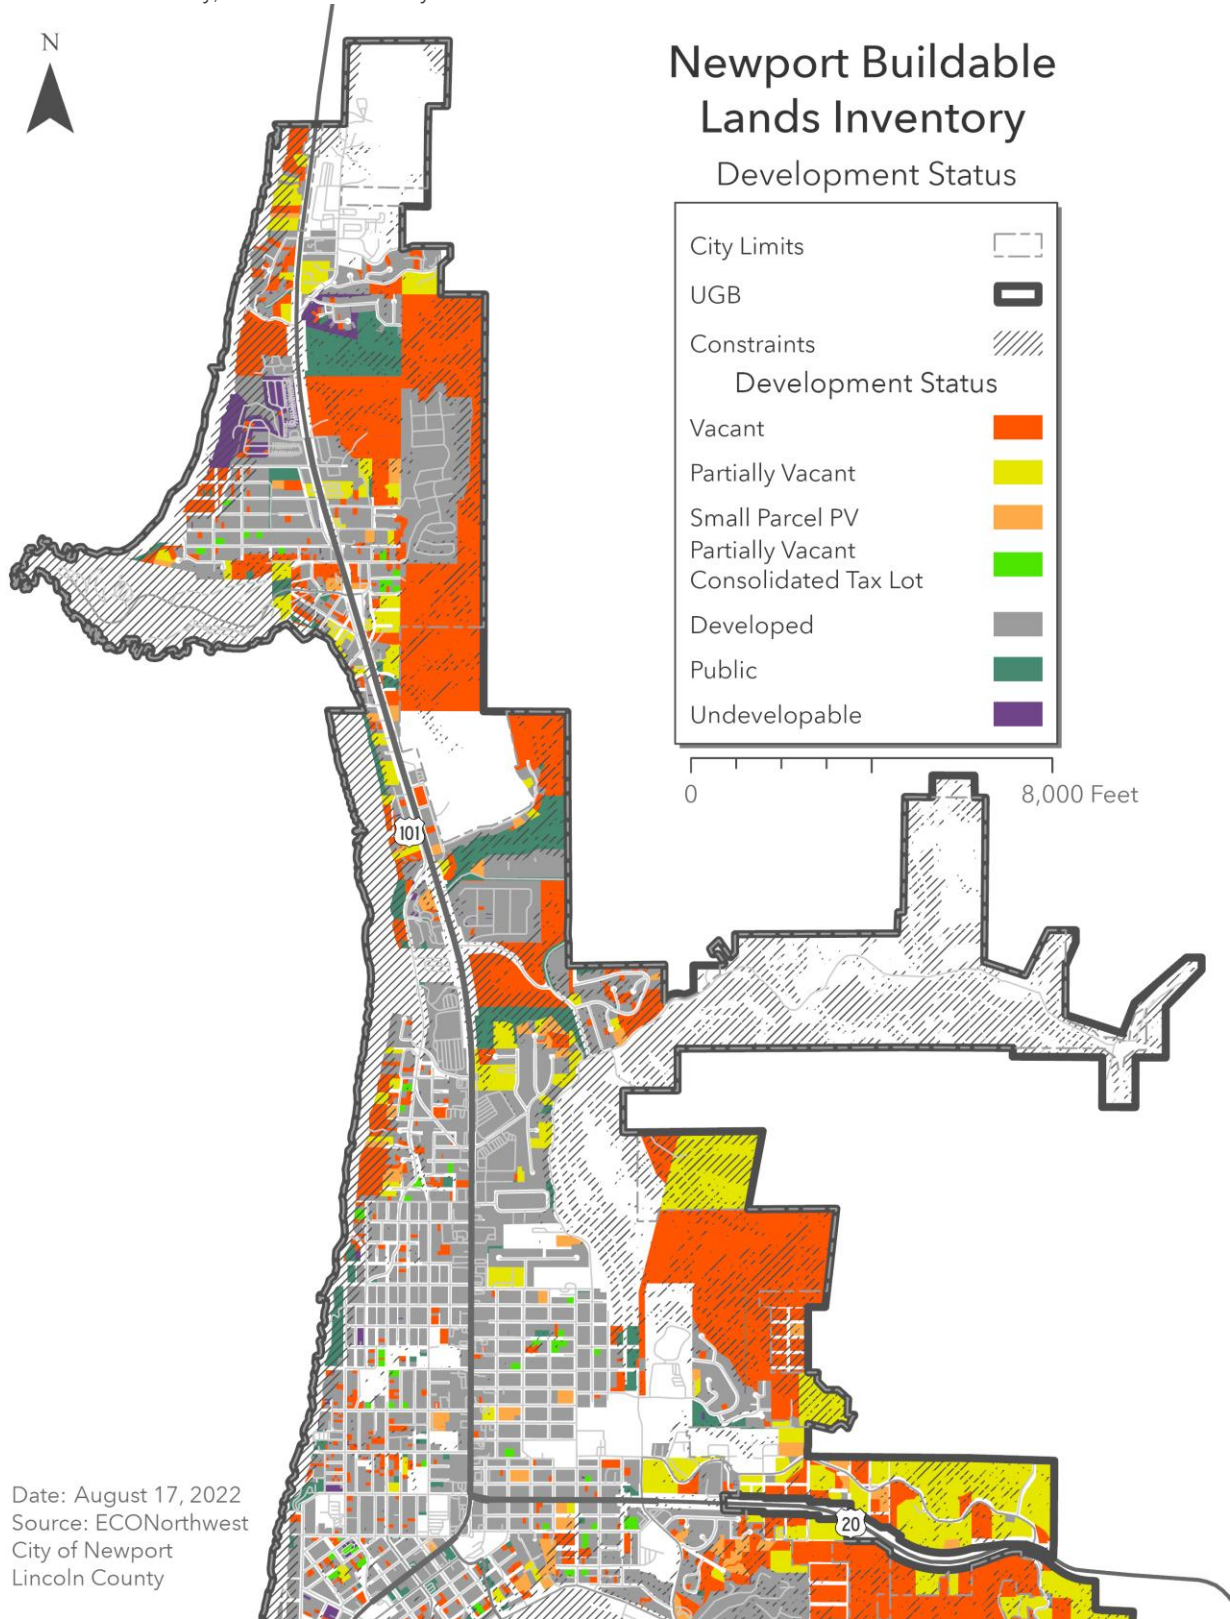 N
Newport Buildable
Lands Inventory
Development Status
City Limits
UGB
Constraints
Development Status
Vacant
Partially Vacant
Small Parcel PV
Partially Vacant
Consolidated Tax Lot
Developed
Public
Undevelopable
0
8,000 Feet
101
20
Date: August 17, 2022
Source: ECONorthwest
City of Newport
Lincoln County